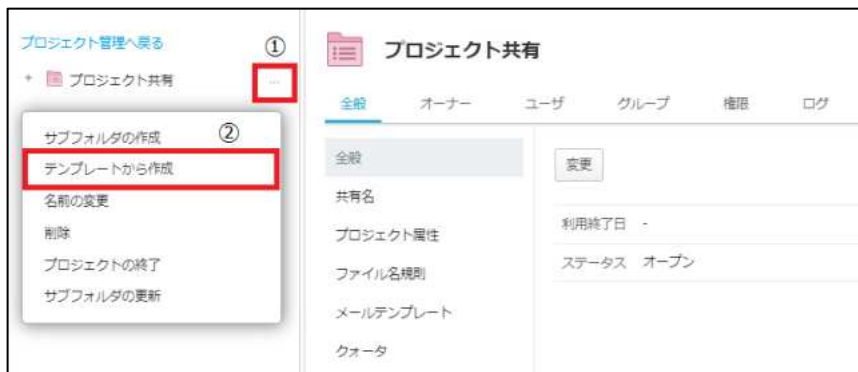 プロジェクト管理へ戻る
①
プロジェクト共有
...
②
サブフォルダの作成
テンプレートから作成
名前の変更
削除
プロジェクトの終了
サブフォルダの更新
プロジェクト共有
全般 オーナー ユーザ グループ 権限 ログ
全般
共有名
プロジェクト属性
ファイル名規則
メールテンプレート
クォータ
変更
利用終了日 -
ステータス オープン